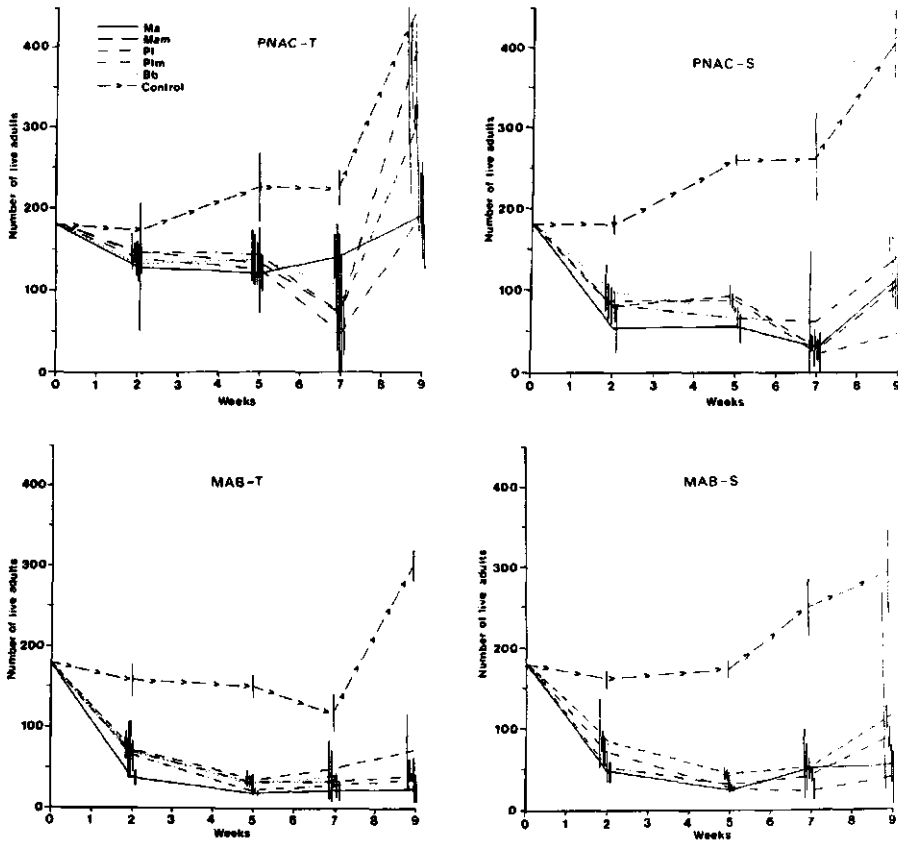 PNAC-T
Ma
Mam
Pl
Plm
Bb
Control
Number of live adults
400
300
200
100
0
0 1 2 3 4 5 6 7 8 9
Weeks
PNAC-S
Number of live adults
400
300
200
100
0
0 1 2 3 4 5 6 7 8 9
Weeks
MAB-T
Number of live adults
400
300
200
100
0
0 1 2 3 4 5 6 7 8 9
Weeks
MAB-S
Number of live adults
400
300
200
100
0
0 1 2 3 4 5 6 7 8 9
Weeks